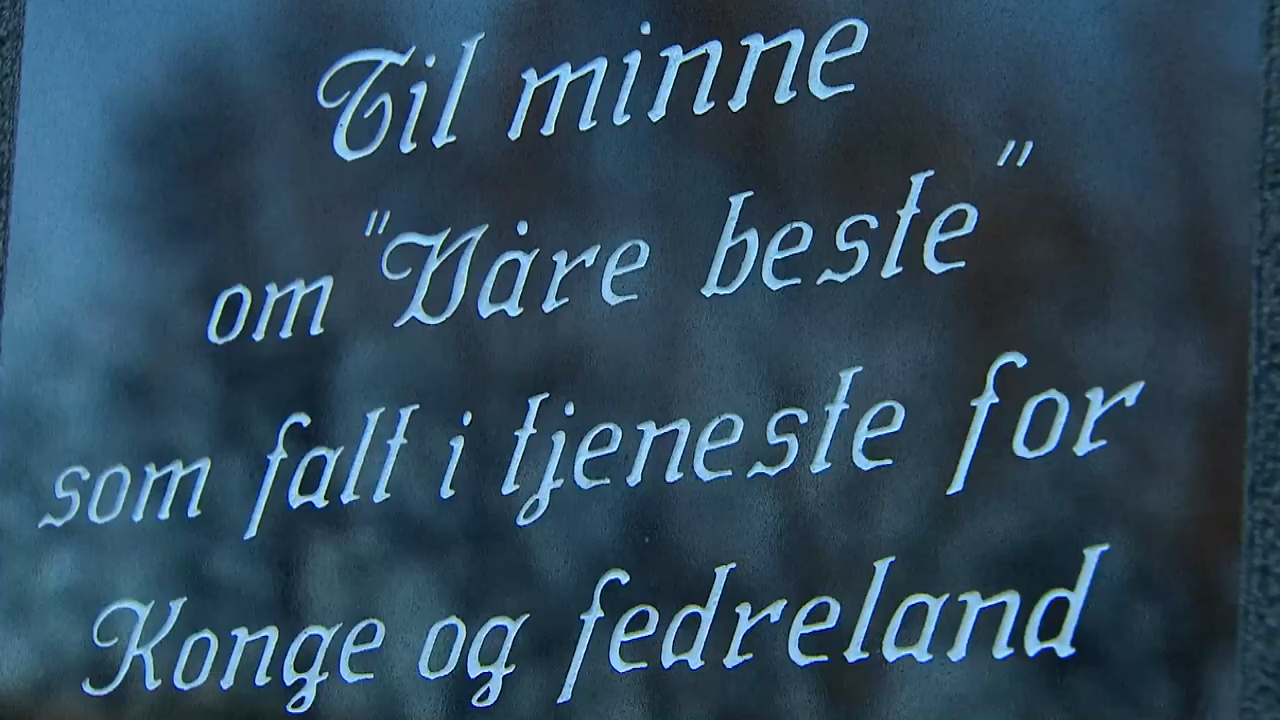 Til minne
om "Våre beste"
som falt i tjeneste for
Konge og fedreland